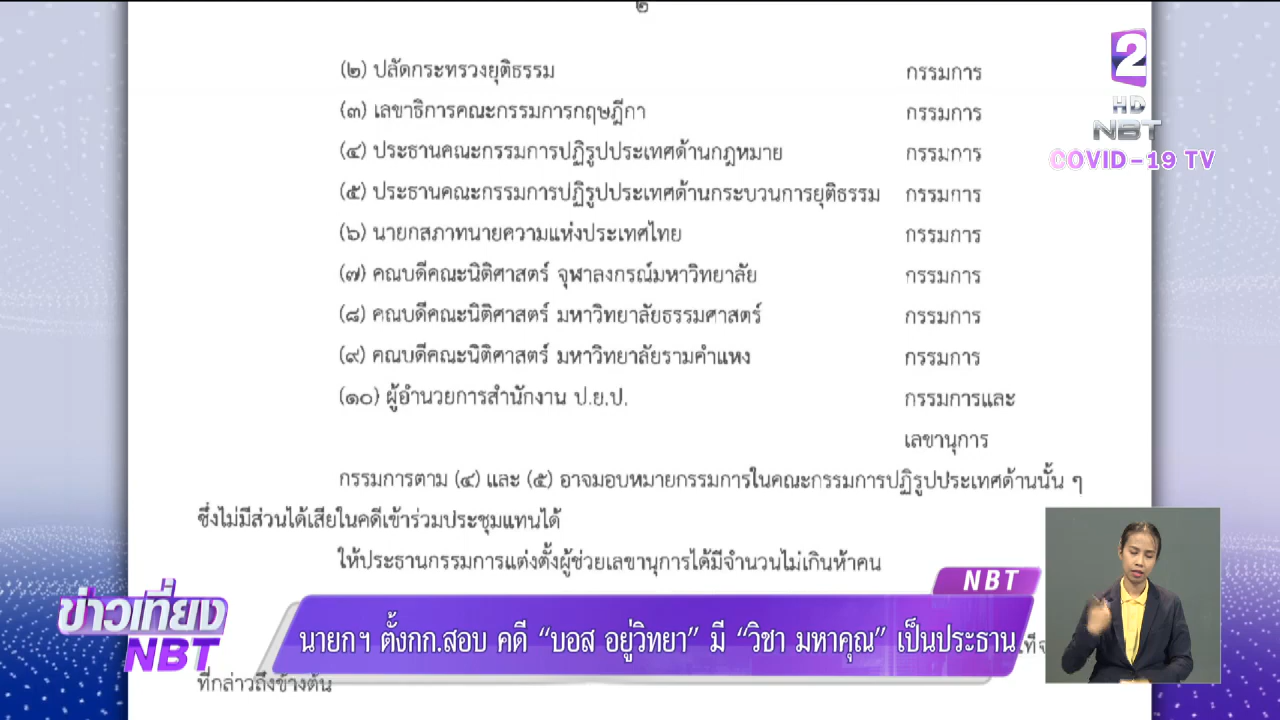 ๒
(๒) ปลัดกระทรวงยุติธรรม กรรมการ
(๓) เลขาธิการคณะกรรมการกฤษฎีกา กรรมการ
(๔) ประธานคณะกรรมการปฏิรูปประเทศด้านกฎหมาย กรรมการ
(๕) ประธานคณะกรรมการปฏิรูปประเทศด้านกระบวนการยุติธรรม กรรมการ
(๖) นายกสภาทนายความแห่งประเทศไทย กรรมการ
(๗) คณบดีคณะนิติศาสตร์ จุฬาลงกรณ์มหาวิทยาลัย กรรมการ
(๘) คณบดีคณะนิติศาสตร์ มหาวิทยาลัยธรรมศาสตร์ กรรมการ
(๙) คณบดีคณะนิติศาสตร์ มหาวิทยาลัยรามคำแหง กรรมการ
(๑๐) ผู้อำนวยการสำนักงาน ป.ย.ป. กรรมการและ
เลขานุการ
กรรมการตาม (๔) และ (๕) อาจมอบหมายกรรมการในคณะกรรมการปฏิรูปประเทศด้านนั้น ๆ
ซึ่งไม่มีส่วนได้เสียในคดีเข้าร่วมประชุมแทนได้
ให้ประธานกรรมการแต่งตั้งผู้ช่วยเลขานุการได้มีจำนวนไม่เกินห้าคน
ที่กล่าวถึงข้างต้น
2
HD
NBT
COVID-19 TV
NBT
ข่าวเที่ยง
NBT
นายกฯ ตั้งกก.สอบ คดี “บอส อยู่วิทยา” มี “วิชา มหาคุณ” เป็นประธาน